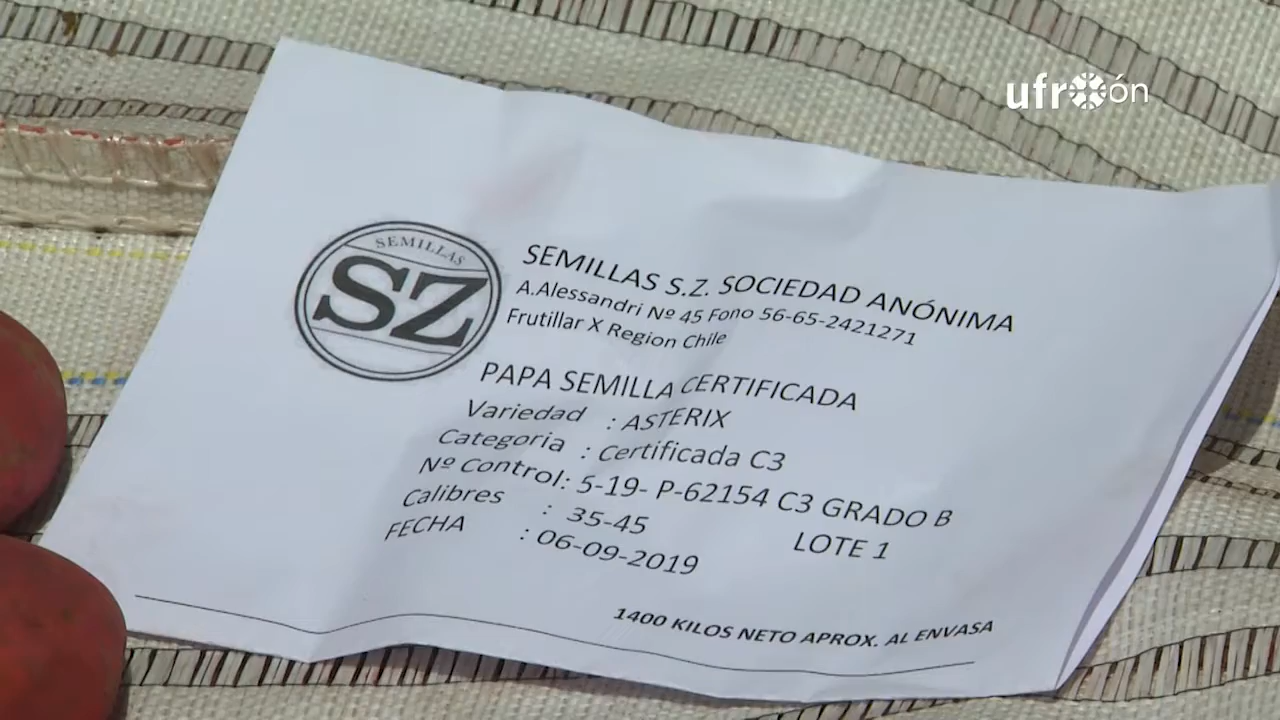 ufr ón
SEMILLAS
SZ
SEMILLAS S.Z. SOCIEDAD ANÓNIMA
A.Alessandri Nº 45 Fono 56-65-2421271
Frutillar X Region Chile
PAPA SEMILLA CERTIFICADA
Variedad : ASTERIX
Categoria : Certificada C3
Nº Control: 5-19- P-62154 C3 GRADO B
Calibres : 35-45 LOTE 1
FECHA : 06-09-2019
1400 KILOS NETO APROX. AL ENVASA